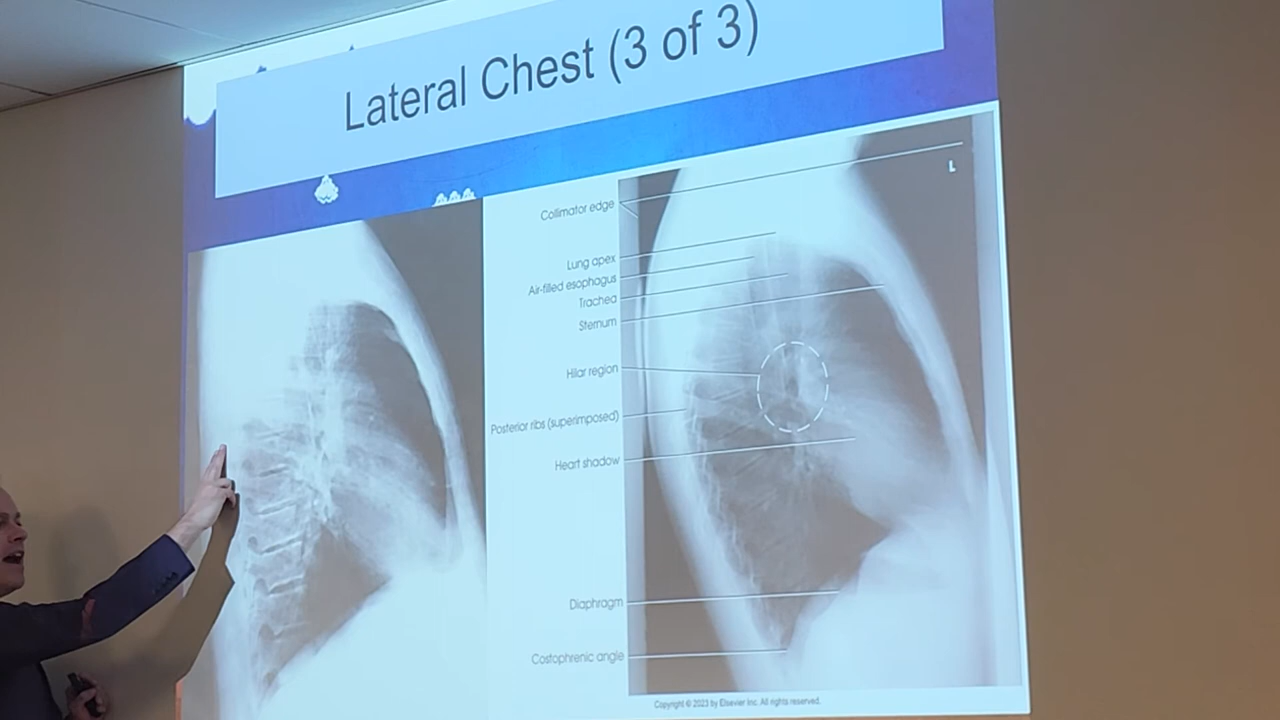 Lateral Chest (3 of 3)
L
Collimator edge
Lung apex
Air-filled esophagus
Trachea
Sternum
Hilar region
Posterior ribs (superimposed)
Heart shadow
Diaphragm
Costophrenic angle
Copyright © 2023 by Elsevier Inc. All rights reserved.